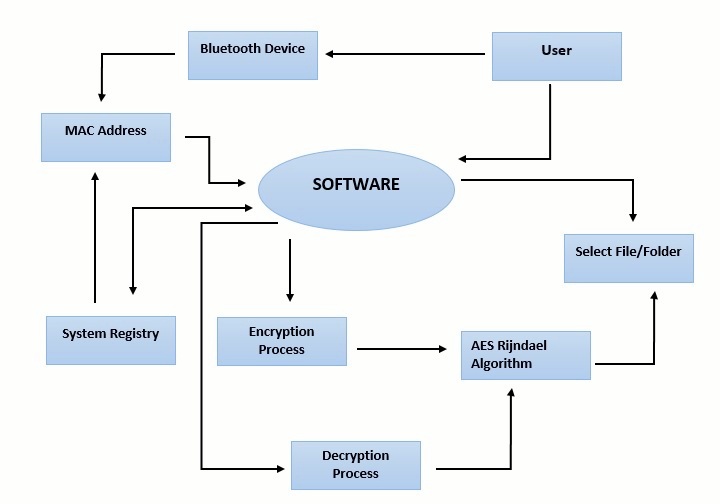 Bluetooth Device
User
MAC Address
SOFTWARE
Select File/Folder
System Registry
Encryption
Process
AES Rijndael
Algorithm
Decryption
Process